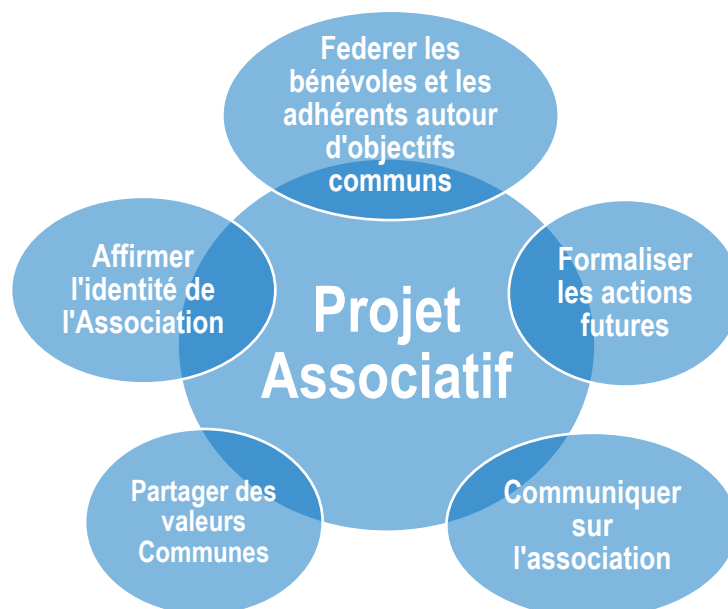 Federer les
bénévoles et les
adhérents autour
d'objectifs
communs
Affirmer
l'identité de
l'Association
Projet
Associatif
Formaliser
les actions
futures
Partager des
valeurs
Communes
Communiquer
sur
l'association